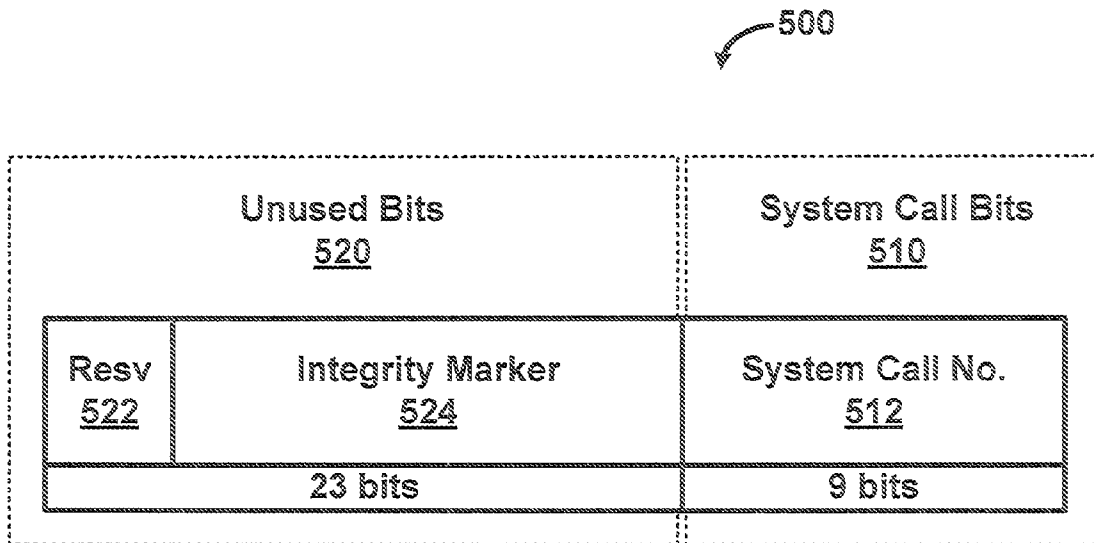 500
Unused Bits
520
System Call Bits
510
Resv
522
Integrity Marker
524
System Call No.
512
23 bits
9 bits